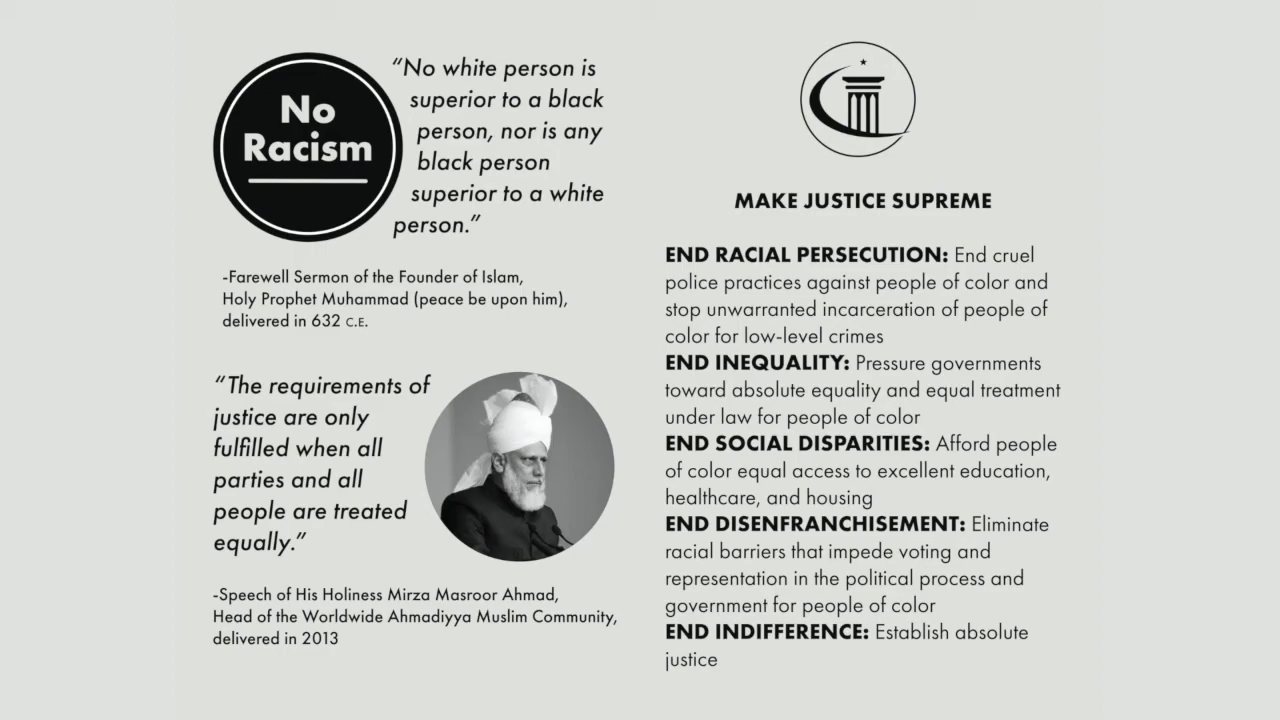 No
Racism
“No white person is
superior to a black
person, nor is any
black person
superior to a white
person.”
-Farewell Sermon of the Founder of Islam,
Holy Prophet Muhammad (peace be upon him),
delivered in 632 C.E.
“The requirements of
justice are only
fulfilled when all
parties and all
people are treated
equally.”
-Speech of His Holiness Mirza Masroor Ahmad,
Head of the Worldwide Ahmadiyya Muslim Community,
delivered in 2013
MAKE JUSTICE SUPREME
END RACIAL PERSECUTION: End cruel
police practices against people of color and
stop unwarranted incarceration of people of
color for low-level crimes
END INEQUALITY: Pressure governments
toward absolute equality and equal treatment
under law for people of color
END SOCIAL DISPARITIES: Afford people
of color equal access to excellent education,
healthcare, and housing
END DISENFRANCHISEMENT: Eliminate
racial barriers that impede voting and
representation in the political process and
government for people of color
END INDIFFERENCE: Establish absolute
justice